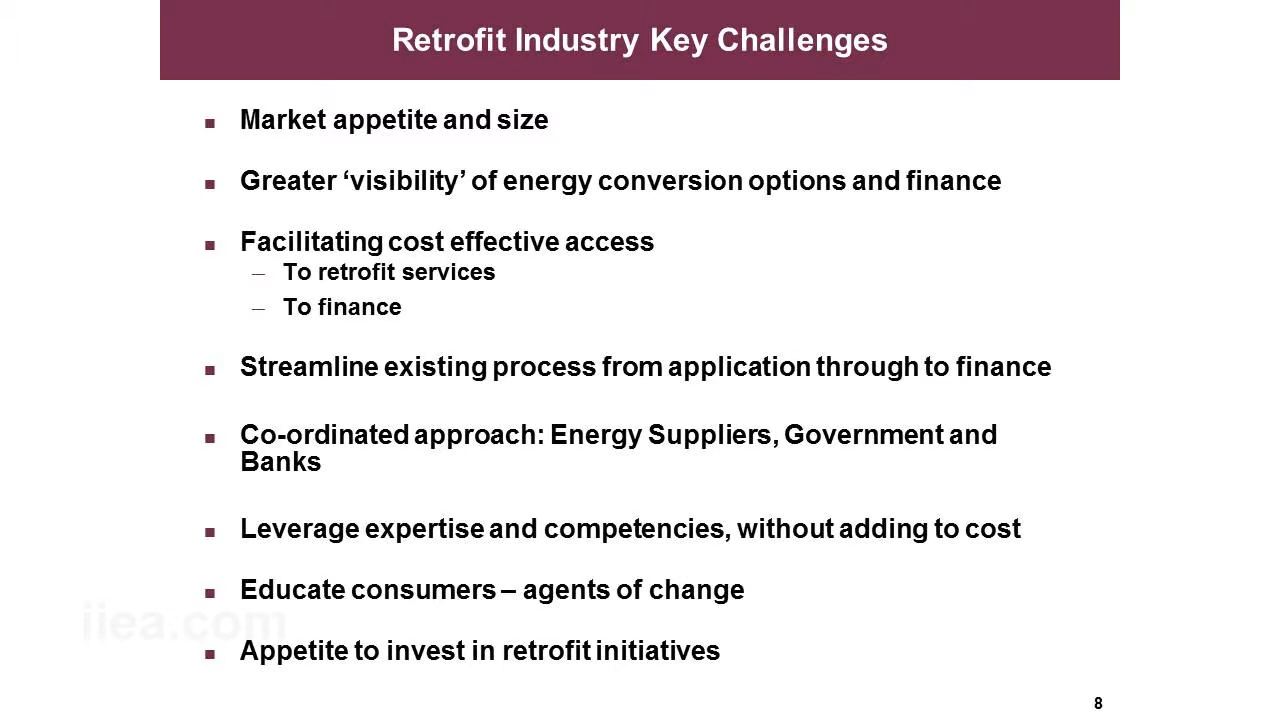 Retrofit Industry Key Challenges
■ Market appetite and size
■ Greater ‘visibility’ of energy conversion options and finance
■ Facilitating cost effective access
– To retrofit services
– To finance
■ Streamline existing process from application through to finance
■ Co-ordinated approach: Energy Suppliers, Government and
Banks
■ Leverage expertise and competencies, without adding to cost
■ Educate consumers – agents of change
iiea.com
■ Appetite to invest in retrofit initiatives
8